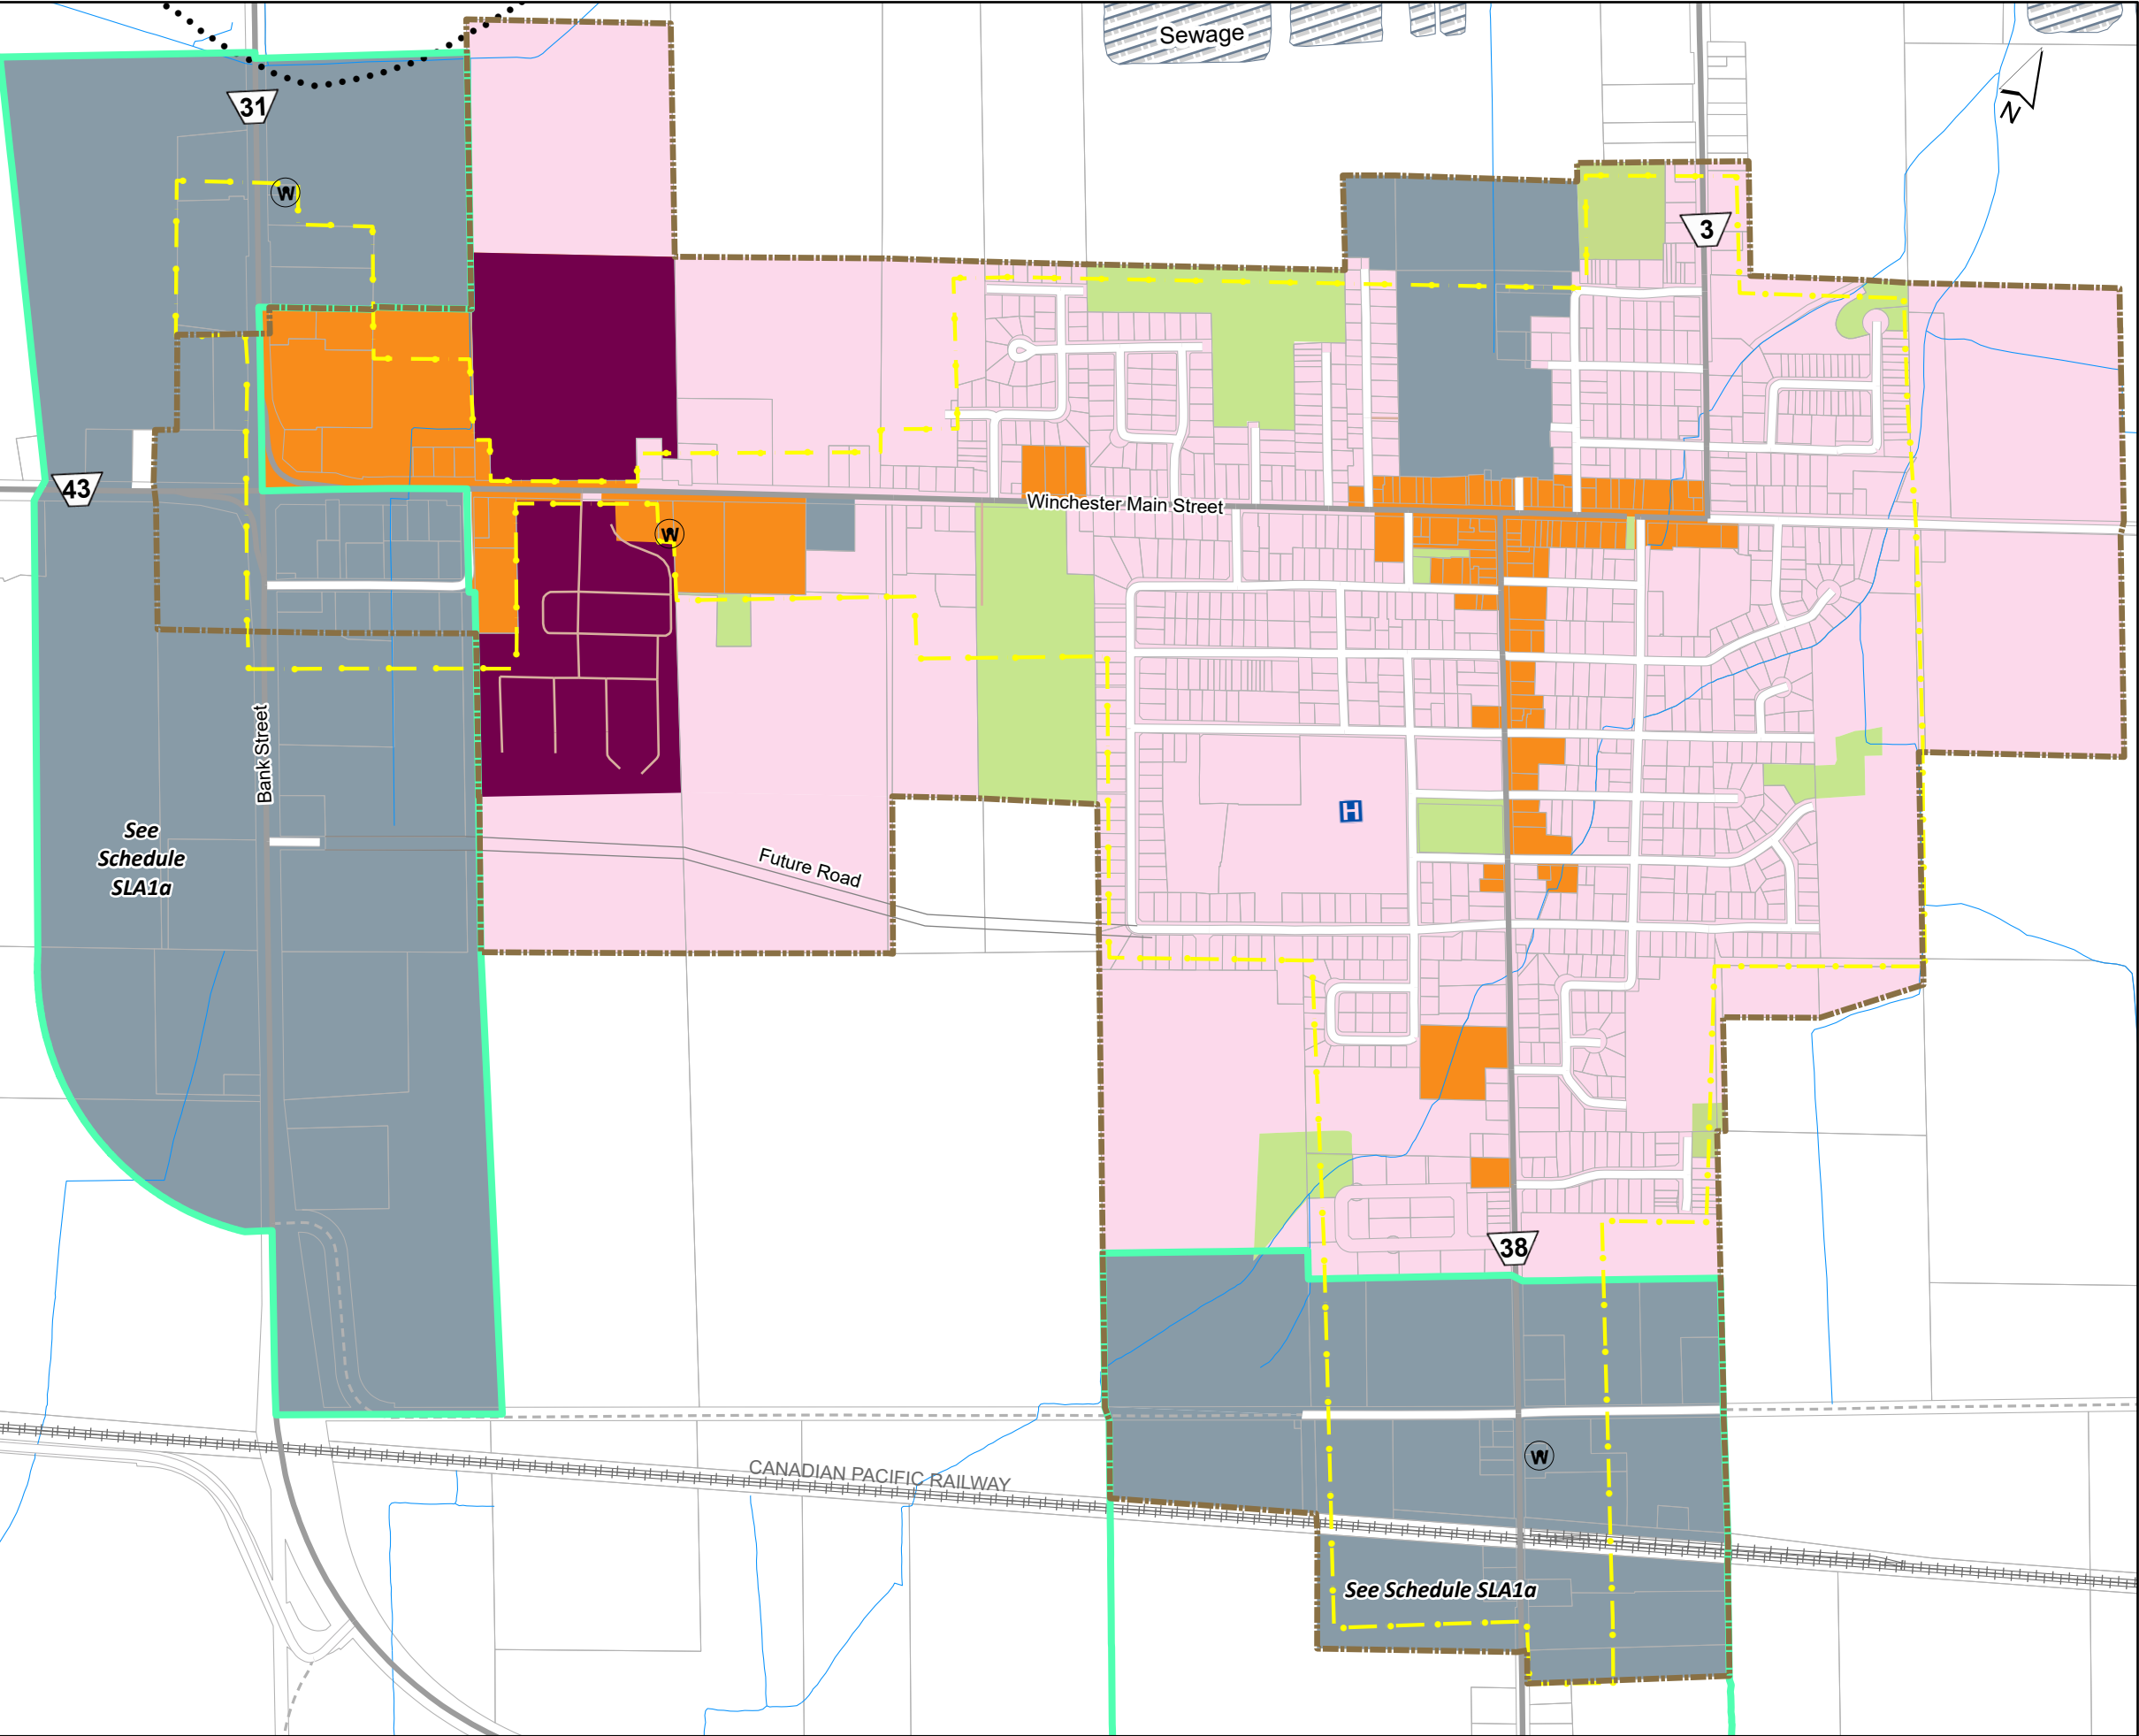 Sewage
N
31
W
3
43
Winchester Main Street
W
Bank Street
See
Schedule
SLA1a
H
Future Road
38
CANADIAN PACIFIC RAILWAY
W
See Schedule SLA1a